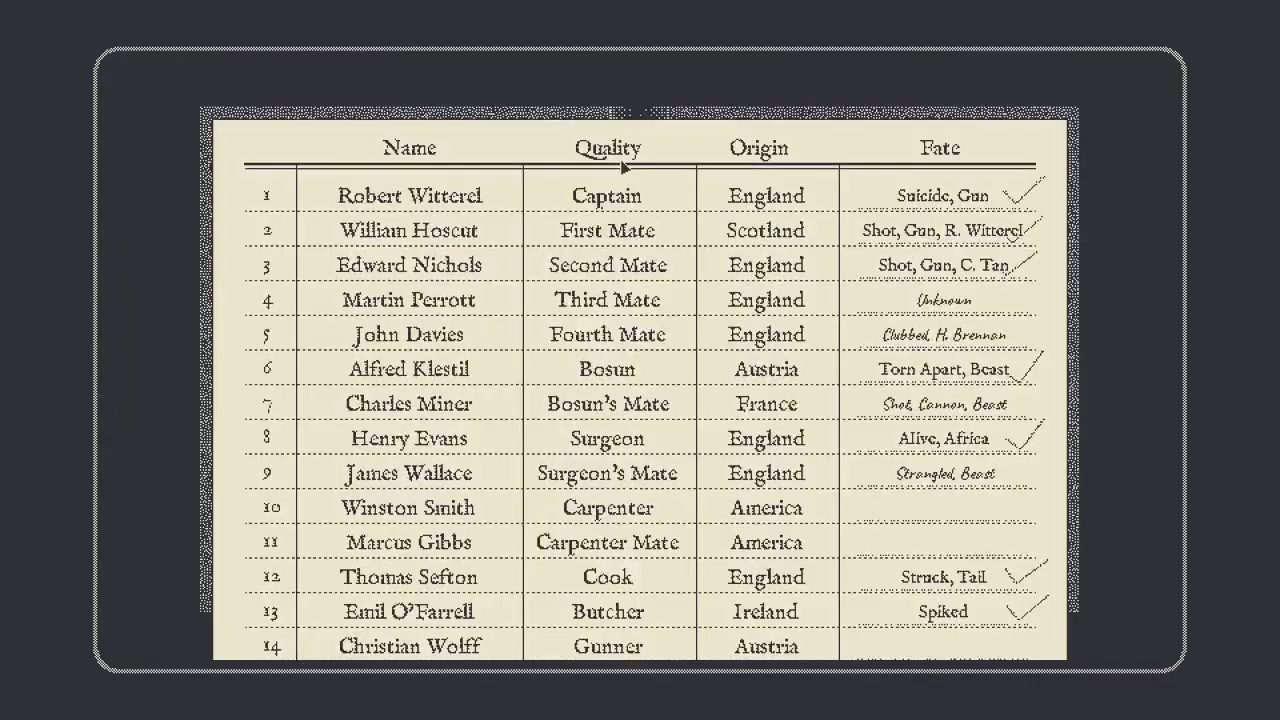 Name Quality Origin Fate
1 Robert Witterel Captain England Suicide, Gun
2 William Hoscut First Mate Scotland Shot, Gun, R. Witterel
3 Edward Nichols Second Mate England Shot, Gun, C. Tan
4 Martin Perrott Third Mate England Unknown
5 John Davies Fourth Mate England Clubbed, H. Brennan
6 Alfred Klestil Bosun Austria Torn Apart, Beast
7 Charles Miner Bosun's Mate France Shot, Cannon, Beast
8 Henry Evans Surgeon England Alive, Africa
9 James Wallace Surgeon's Mate England Strangled, Beast
10 Winston Smith Carpenter America
11 Marcus Gibbs Carpenter Mate America
12 Thomas Sefton Cook England Struck, Tail
13 Emil O'Farrell Butcher Ireland Spiked
14 Christian Wolff Gunner Austria